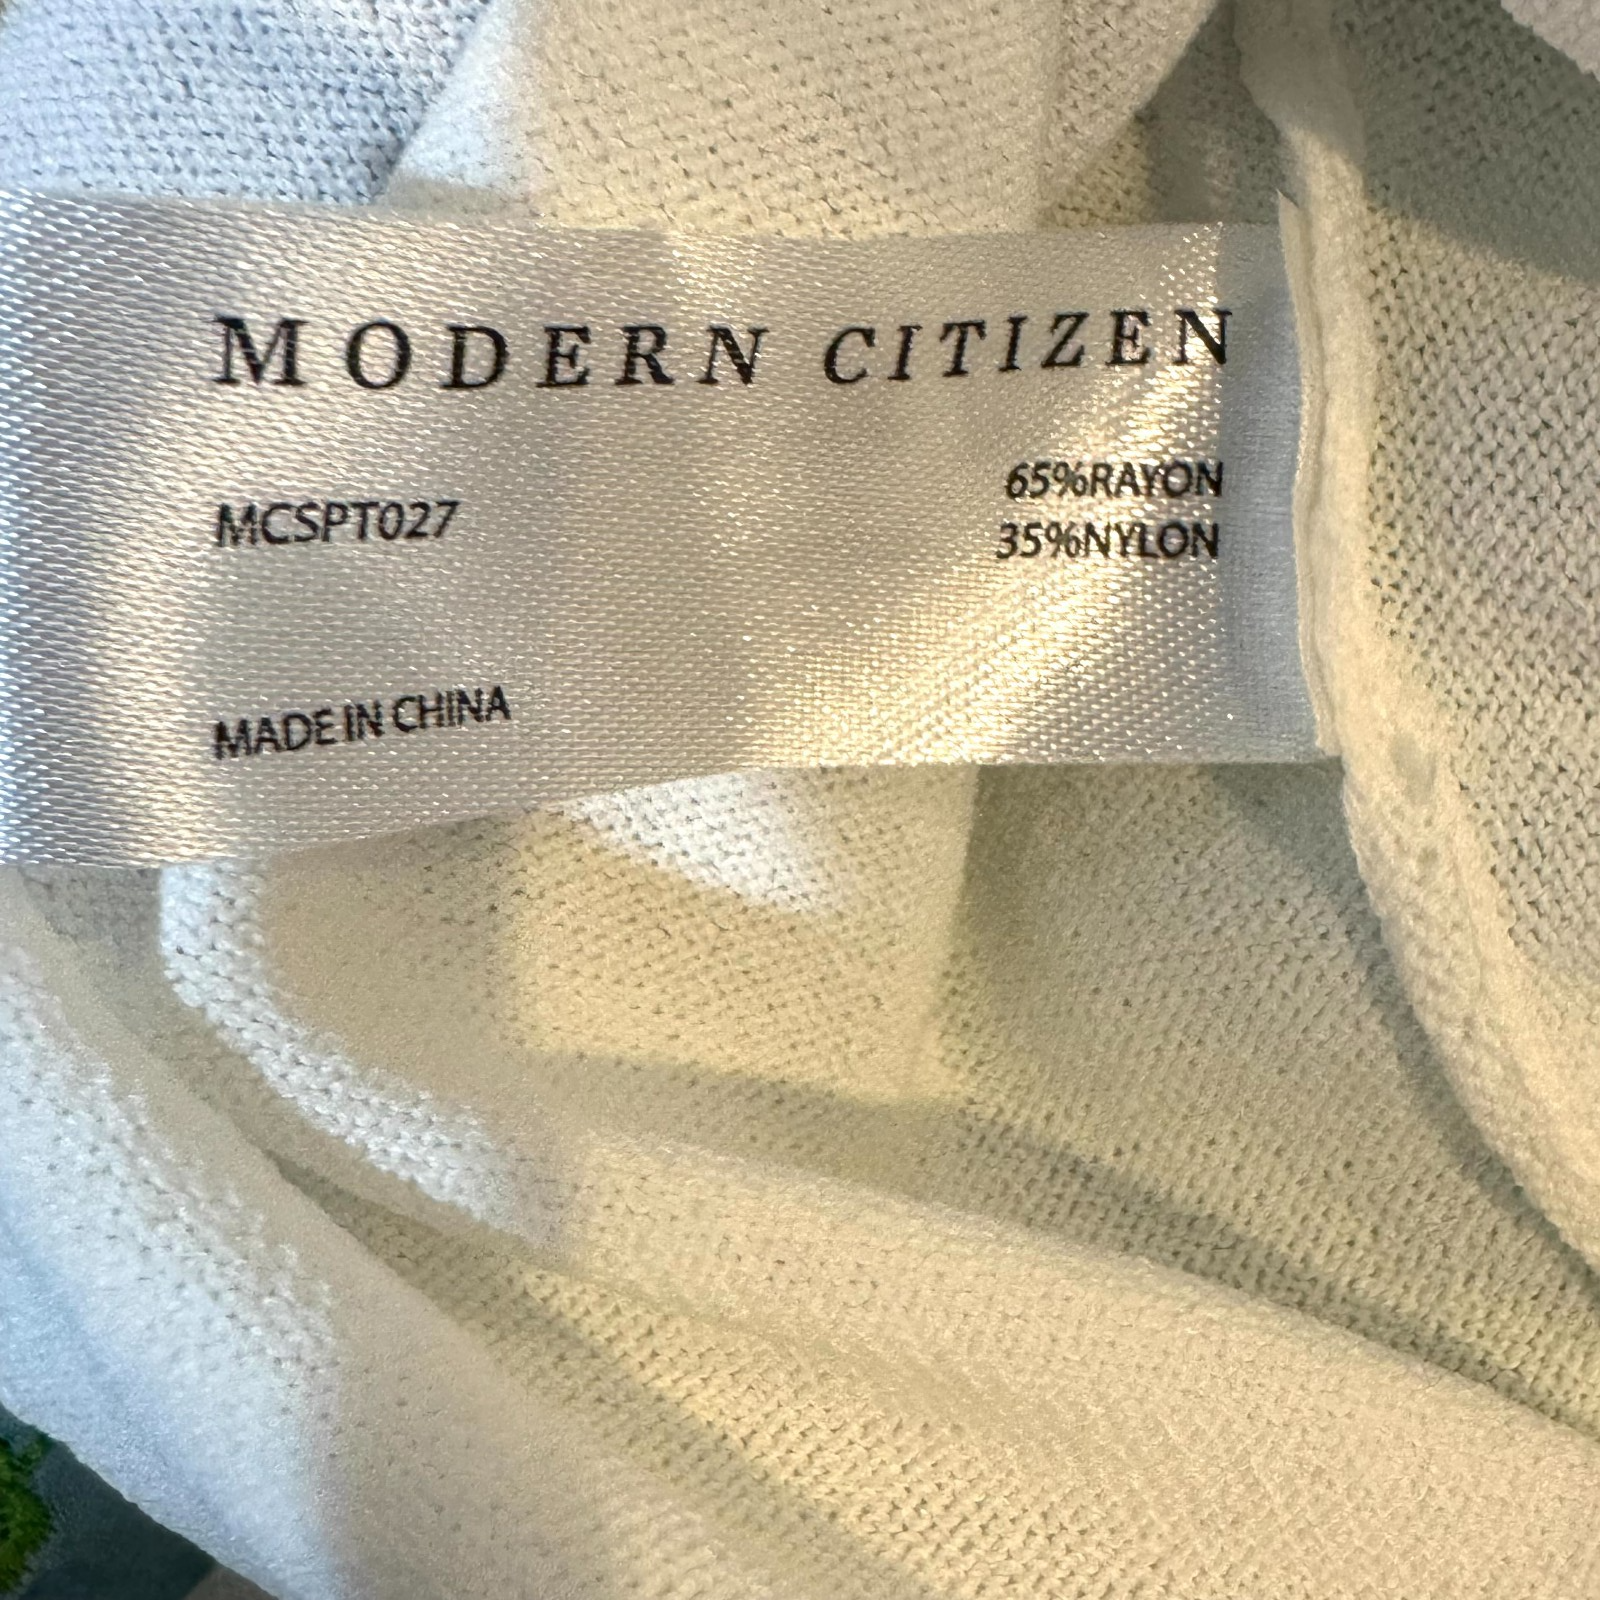 MODERN CITIZEN
65%RAYON
MCSPT027
35%NYLON
MADE IN CHINA